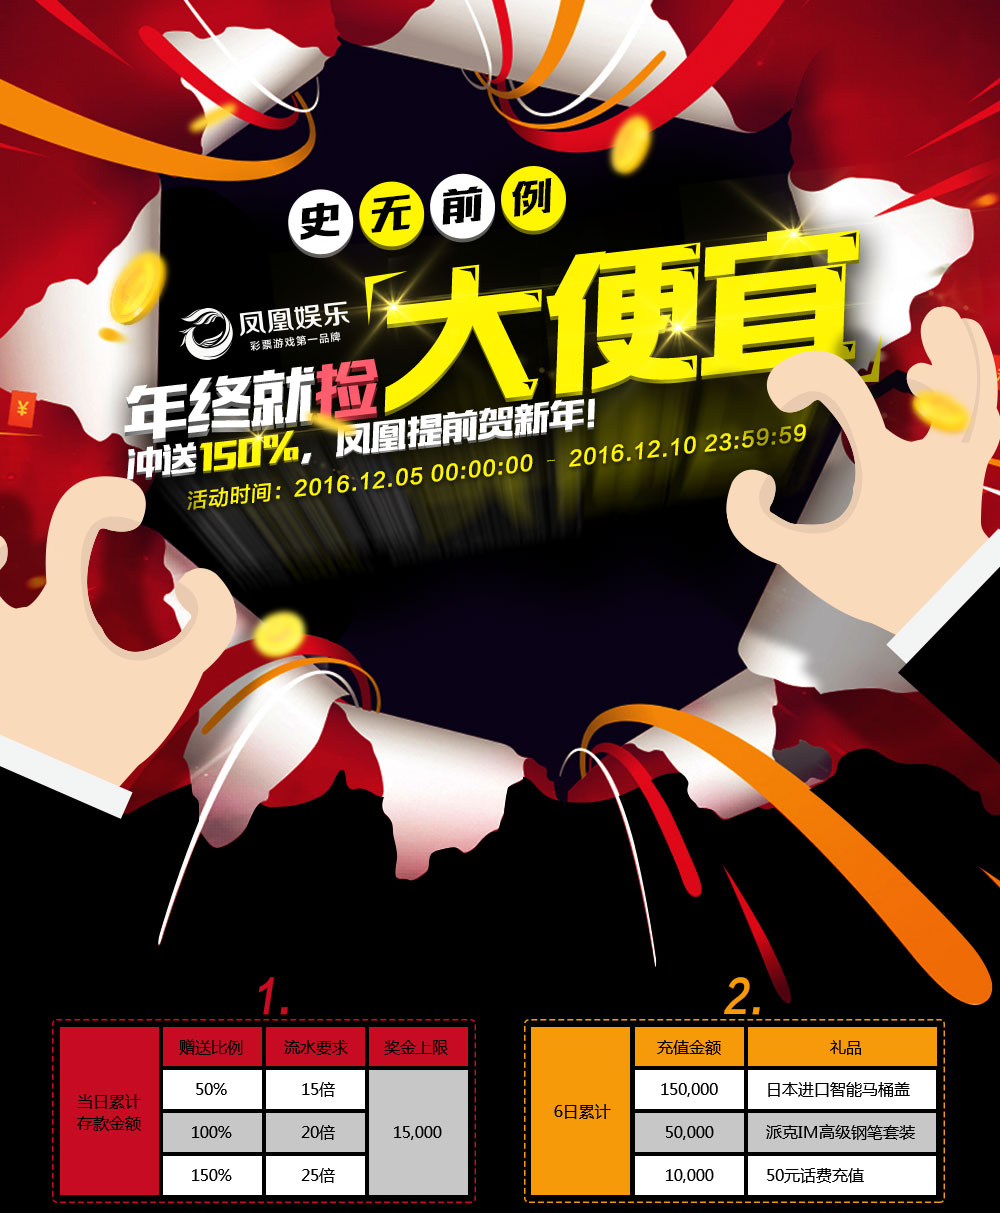 史无前例
凤凰娱乐
彩票游戏第一品牌
「大便宜」
年终就捡
冲送150%，凤凰提前贺新年！
活动时间：2016.12.05 00:00:00 - 2016.12.10 23:59:59
¥
1.
当日累计
存款金额
赠送比例 流水要求 奖金上限
50% 15倍
100% 20倍 15,000
150% 25倍
2.
6日累计
充值金额 礼品
150,000 日本进口智能马桶盖
50,000 派克IM高级钢笔套装
10,000 50元话费充值